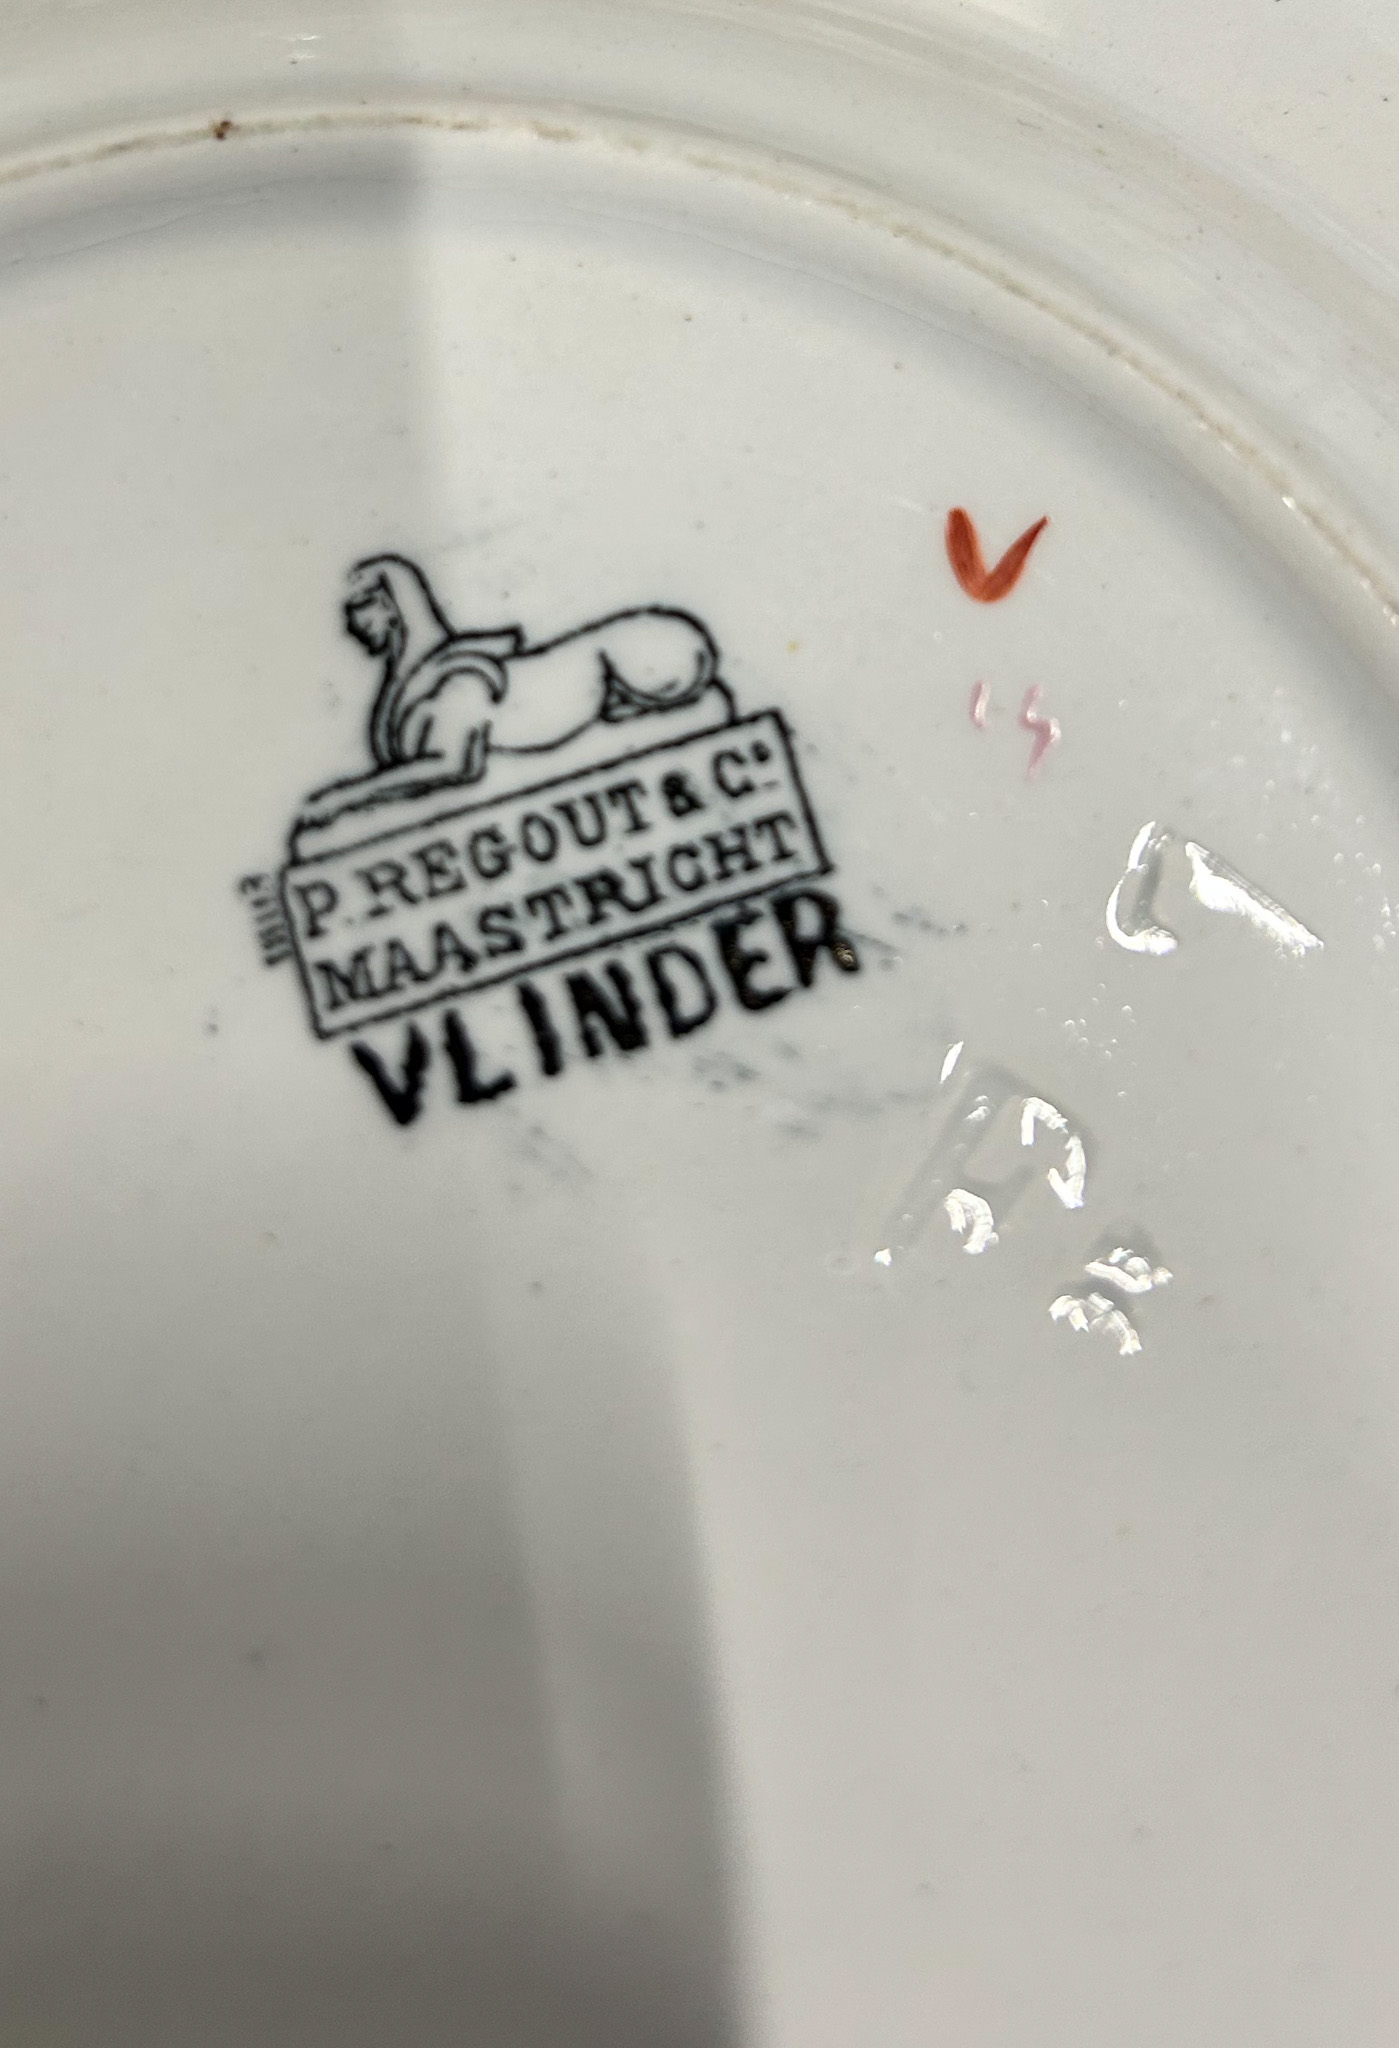 P. REGOUT & Co.
MAASTRICHT
VLINDER
V